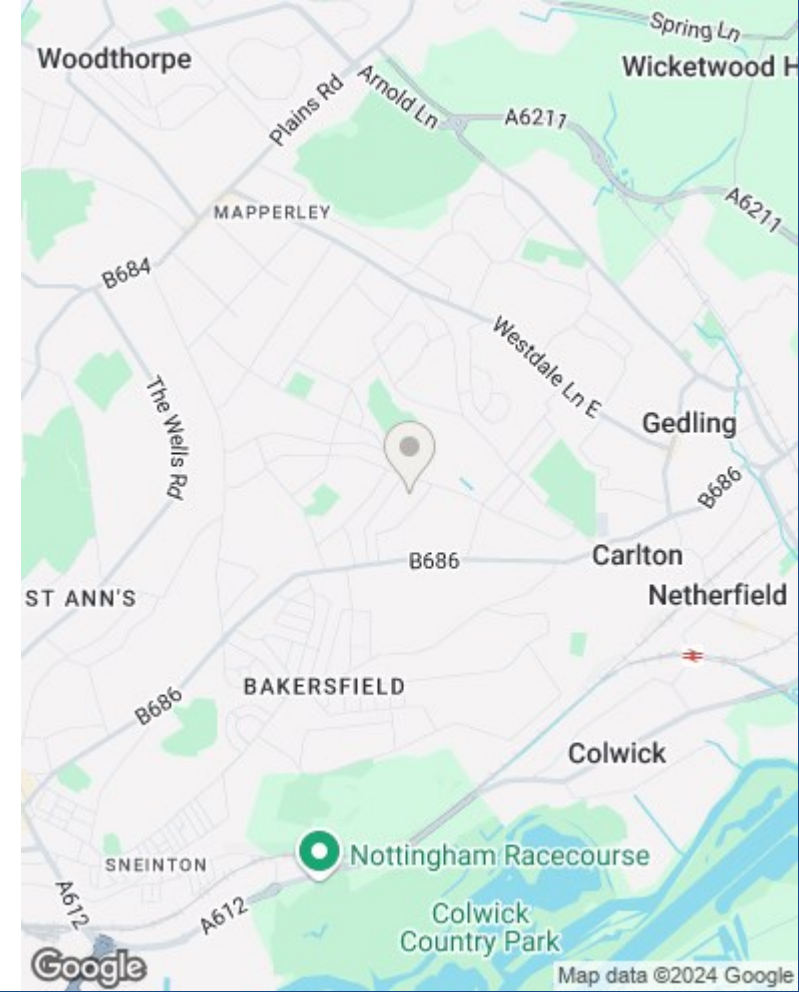 Spring Ln
Woodthorpe
Wicketwood H
Plains Rd
Arnold Ln
A6211
A6211
MAPPERLEY
B684
Westdale Ln E
The Wells Rd
Gedling
B686
B686
Carlton
ST ANN'S
Netherfield
BAKERSFIELD
B686
Colwick
Nottingham Racecourse
SNEINTON
A612
A612
Colwick
Country Park
Google
Map data ©2024 Google